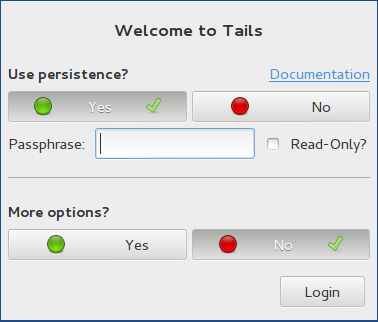 Welcome to Tails
Use persistence? Documentation
Yes No
Passphrase: Read-Only?
More options?
Yes No
Login